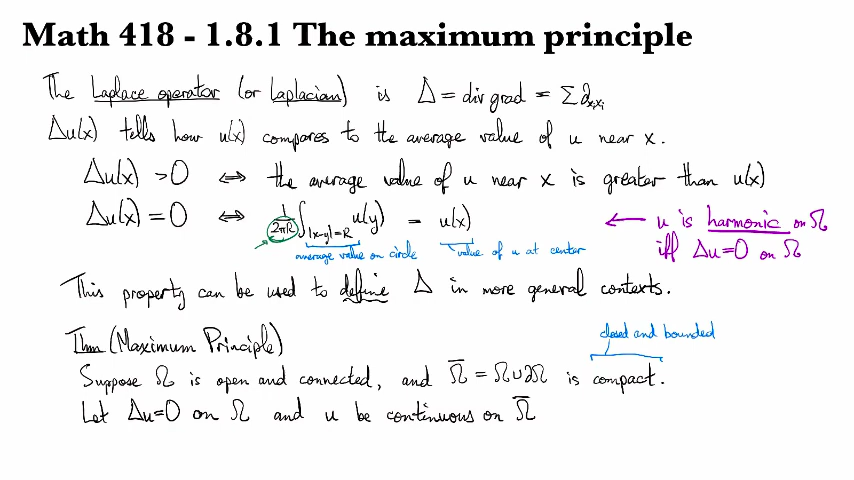 Math 418 - 1.8.1 The maximum principle
The Laplace operator (or Laplacian) is Δ = div grad = Σ ∂ₓᵢₓᵢ
Δu(x) tells how u(x) compares to the average value of u near x.
Δu(x) > 0 ⇔ the average value of u near x is greater than u(x)
Δu(x) = 0 ⇔ 1/2πR ∫|x-y|=R u(y) = u(x) ← u is harmonic on Ω
average value on circle value of u at center iff Δu=0 on Ω
This property can be used to define Δ in more general contexts.
Thm (Maximum Principle) closed and bounded
Suppose Ω is open and connected, and Ω̅ = Ω∪∂Ω is compact.
Let Δu=0 on Ω and u be continuous on Ω̅